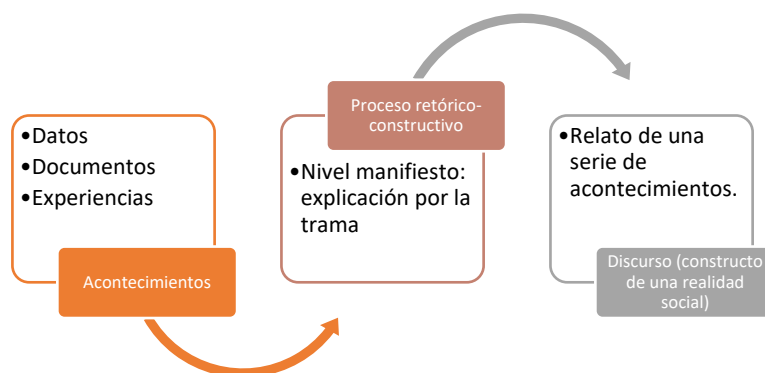 •Datos
•Documentos
•Experiencias
Acontecimientos
Proceso retórico-
constructivo
•Nivel manifiesto:
explicación por la
trama
•Relato de una
serie de
acontecimientos.
Discurso (constructo
de una realidad
social)